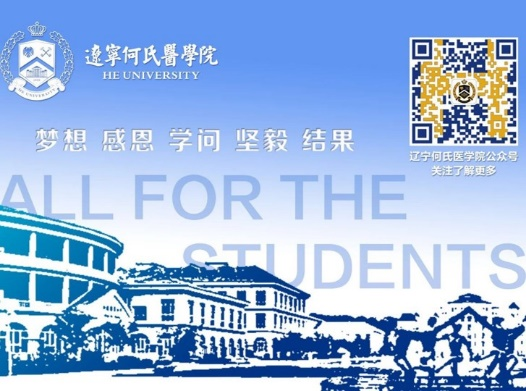 遼寧何氏醫學院
HE UNIVERSITY
梦想 感恩 学问 坚毅 结果
辽宁何氏医学院公众号
关注了解更多
ALL FOR THE
STUDENTS